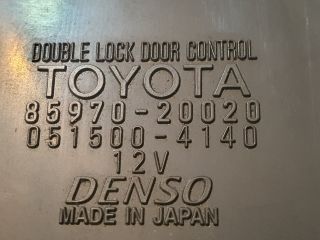 DOUBLE LOCK DOOR CONTROL
TOYOTA
85970-20020
051500-4140
12V
DENSO
MADE IN JAPAN